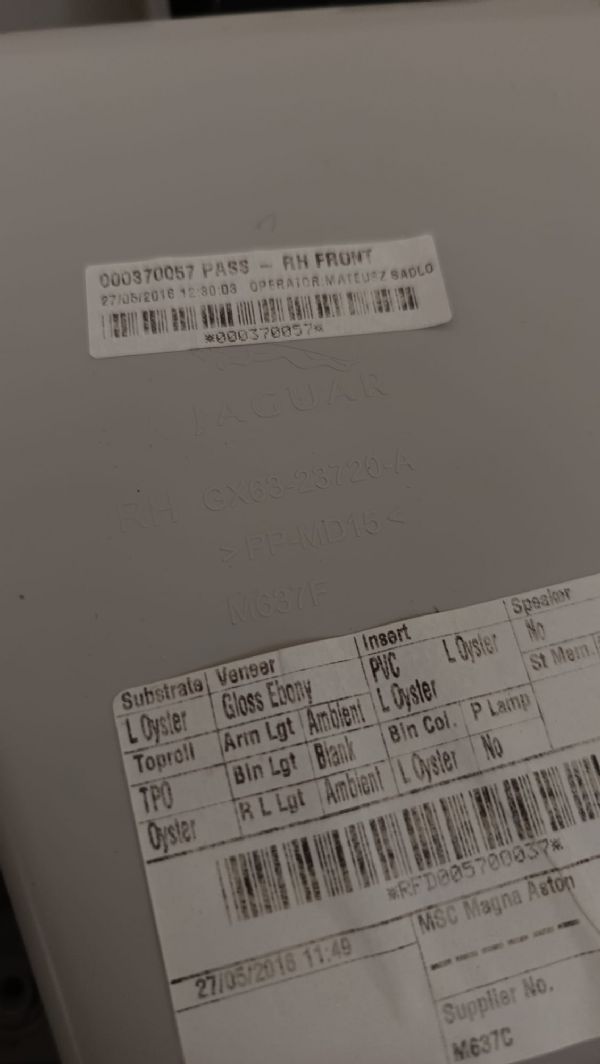 000370057 PASS - RH FRONT
27/05/2016 12:30:03 OPERATOR:MATEUSZ SADLO
*000370057*
JAGUAR
RH GX63-23720-A
>PP-MD15<
M637F
Substrate Veneer Insert Speaker
L Oyster Gloss Ebony PVC L Oyster No
Toproll Arm Lgt Ambient L Oyster St Mem.
TPO Bin Lgt Blank Bin Col. P Lamp
Oyster R L Lgt Ambient L Oyster No
*RFD005700037*
27/05/2016 11:49 MSC Magna Aston
Supplier No.
M637C